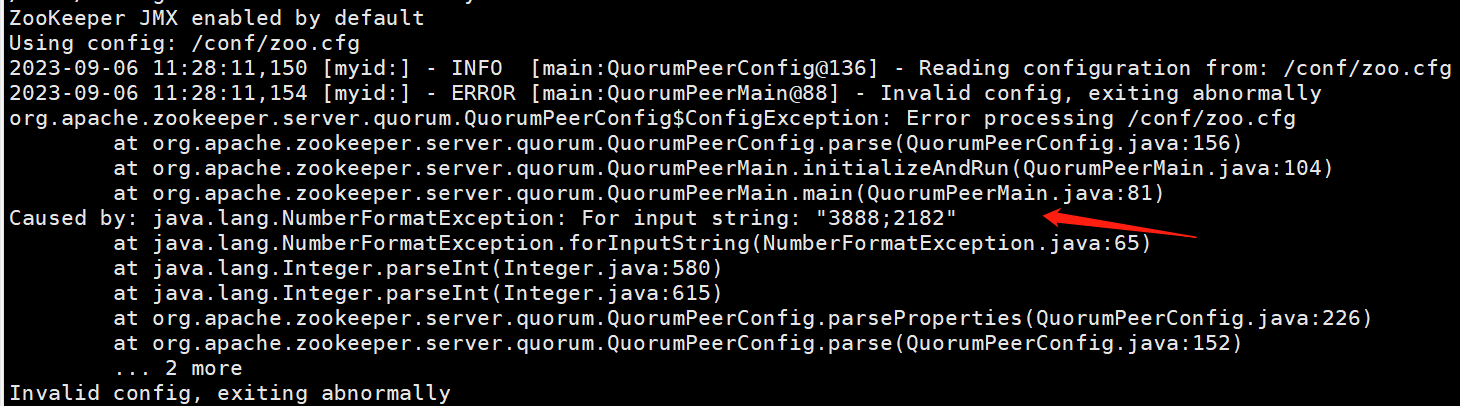 ZooKeeper JMX enabled by default
Using config: /conf/zoo.cfg
2023-09-06 11:28:11,150 [myid:] - INFO  [main:QuorumPeerConfig@136] - Reading configuration from: /conf/zoo.cfg
2023-09-06 11:28:11,154 [myid:] - ERROR [main:QuorumPeerMain@88] - Invalid config, exiting abnormally
org.apache.zookeeper.server.quorum.QuorumPeerConfig$ConfigException: Error processing /conf/zoo.cfg
        at org.apache.zookeeper.server.quorum.QuorumPeerConfig.parse(QuorumPeerConfig.java:156)
        at org.apache.zookeeper.server.quorum.QuorumPeerMain.initializeAndRun(QuorumPeerMain.java:104)
        at org.apache.zookeeper.server.quorum.QuorumPeerMain.main(QuorumPeerMain.java:81)
Caused by: java.lang.NumberFormatException: For input string: "3888;2182"
        at java.lang.NumberFormatException.forInputString(NumberFormatException.java:65)
        at java.lang.Integer.parseInt(Integer.java:580)
        at java.lang.Integer.parseInt(Integer.java:615)
        at org.apache.zookeeper.server.quorum.QuorumPeerConfig.parseProperties(QuorumPeerConfig.java:226)
        at org.apache.zookeeper.server.quorum.QuorumPeerConfig.parse(QuorumPeerConfig.java:152)
        ... 2 more
Invalid config, exiting abnormally